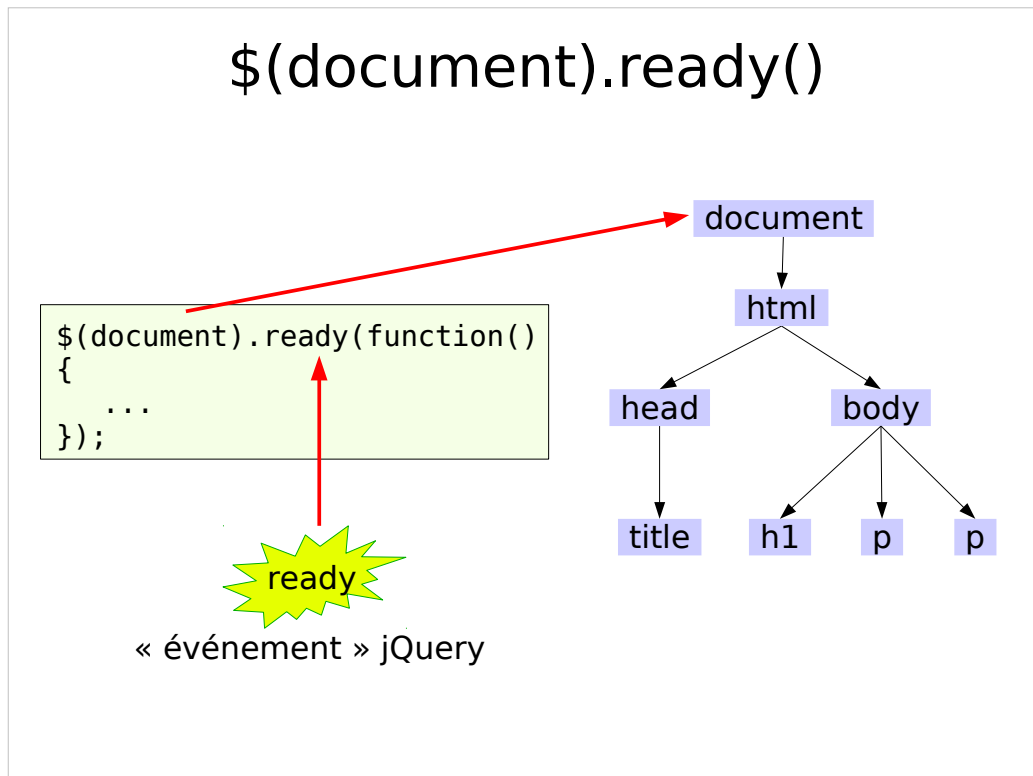 $(document).ready()
$(document).ready(function()
{
...
});
ready
« événement » jQuery
document
html
head body
title h1 p p